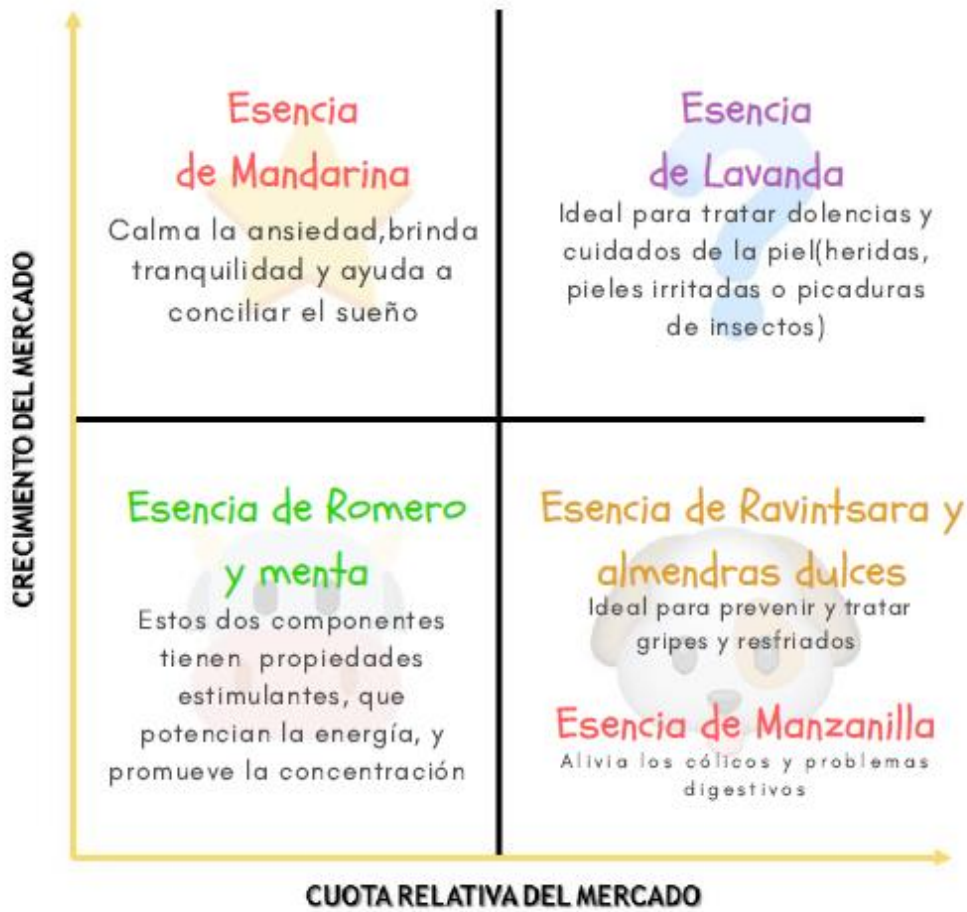 CRECIMIENTO DEL MERCADO
Esencia
de Mandarina
Calma la ansiedad,brinda
tranquilidad y ayuda a
conciliar el sueño
Esencia
de Lavanda
Ideal para tratar dolencias y
cuidados de la piel(heridas,
pieles irritadas o picaduras
de insectos)
Esencia de Romero
y menta
Estos dos componentes
tienen propiedades
estimulantes, que
potencian la energía, y
promueve la concentración
Esencia de Ravintsara y
almendras dulces
Ideal para prevenir y tratar
gripes y resfriados
Esencia de Manzanilla
Alivia los cólicos y problemas
digestivos
CUOTA RELATIVA DEL MERCADO